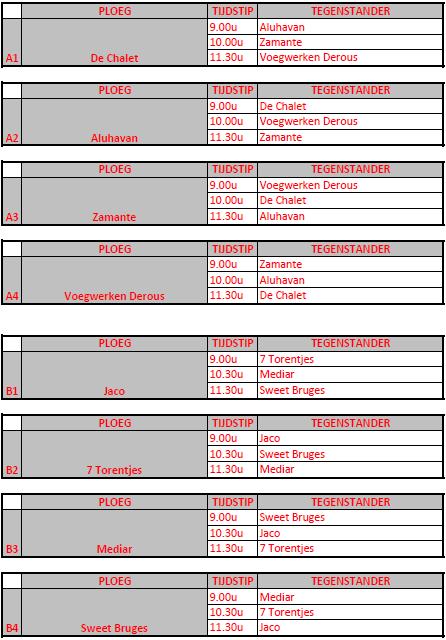 PLOEG TIJDSTIP TEGENSTANDER
9.00u Aluhavan
10.00u Zamante
A1 De Chalet 11.30u Voegwerken Derous
PLOEG TIJDSTIP TEGENSTANDER
9.00u De Chalet
10.00u Voegwerken Derous
A2 Aluhavan 11.30u Zamante
PLOEG TIJDSTIP TEGENSTANDER
9.00u Voegwerken Derous
10.00u De Chalet
A3 Zamante 11.30u Aluhavan
PLOEG TIJDSTIP TEGENSTANDER
9.00u Zamante
10.00u Aluhavan
A4 Voegwerken Derous 11.30u De Chalet
PLOEG TIJDSTIP TEGENSTANDER
9.00u 7 Torentjes
10.30u Mediar
B1 Jaco 11.30u Sweet Bruges
PLOEG TIJDSTIP TEGENSTANDER
9.00u Jaco
10.30u Sweet Bruges
B2 7 Torentjes 11.30u Mediar
PLOEG TIJDSTIP TEGENSTANDER
9.00u Sweet Bruges
10.30u Jaco
B3 Mediar 11.30u 7 Torentjes
PLOEG TIJDSTIP TEGENSTANDER
9.00u Mediar
10.30u 7 Torentjes
B4 Sweet Bruges 11.30u Jaco